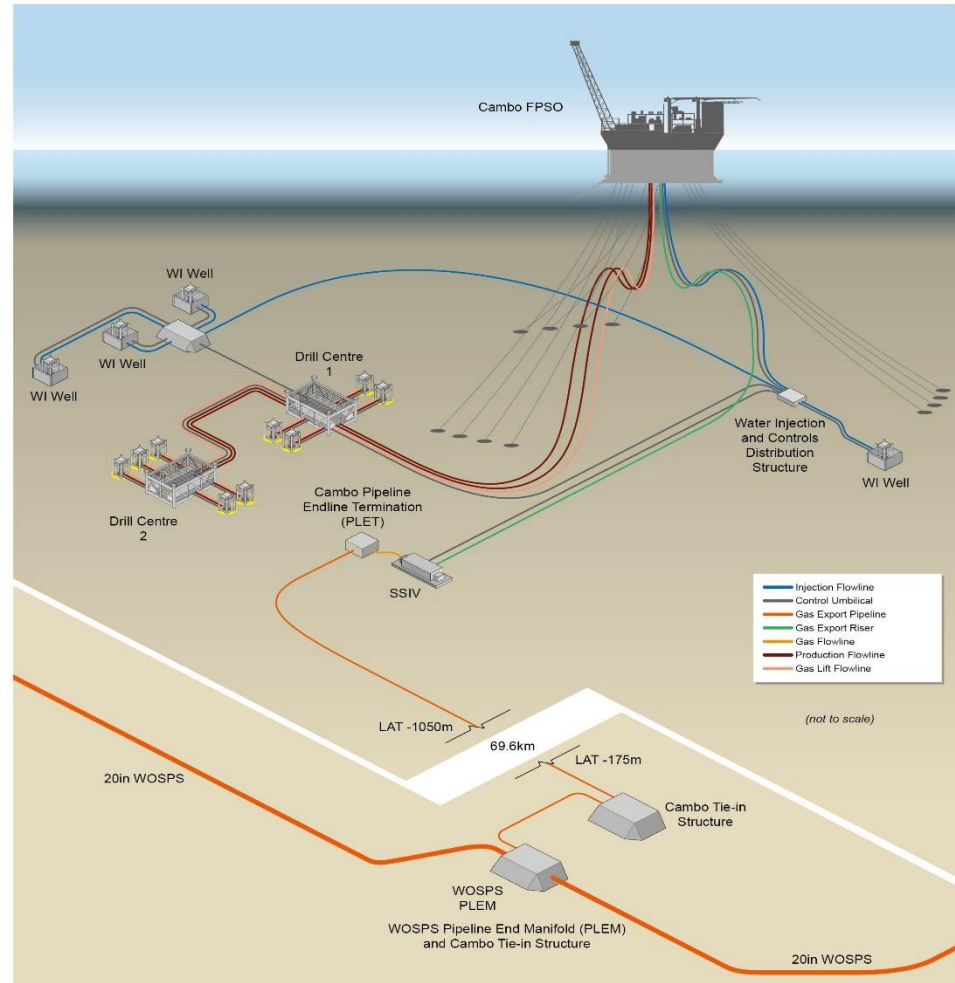 Cambo FPSO
WI Well
WI Well
WI Well
Drill Centre
1
Water Injection
and Controls
Distribution
Structure
WI Well
Drill Centre
2
Cambo Pipeline
Endline Termination
(PLET)
SSIV
Injection Flowline
Control Umbilical
Gas Export Pipeline
Gas Export Riser
Gas Flowline
Production Flowline
Gas Lift Flowline
(not to scale)
LAT -1050m
69.6km
LAT -175m
20in WOSPS
Cambo Tie-in
Structure
WOSPS
PLEM
WOSPS Pipeline End Manifold (PLEM)
and Cambo Tie-in Structure
20in WOSPS